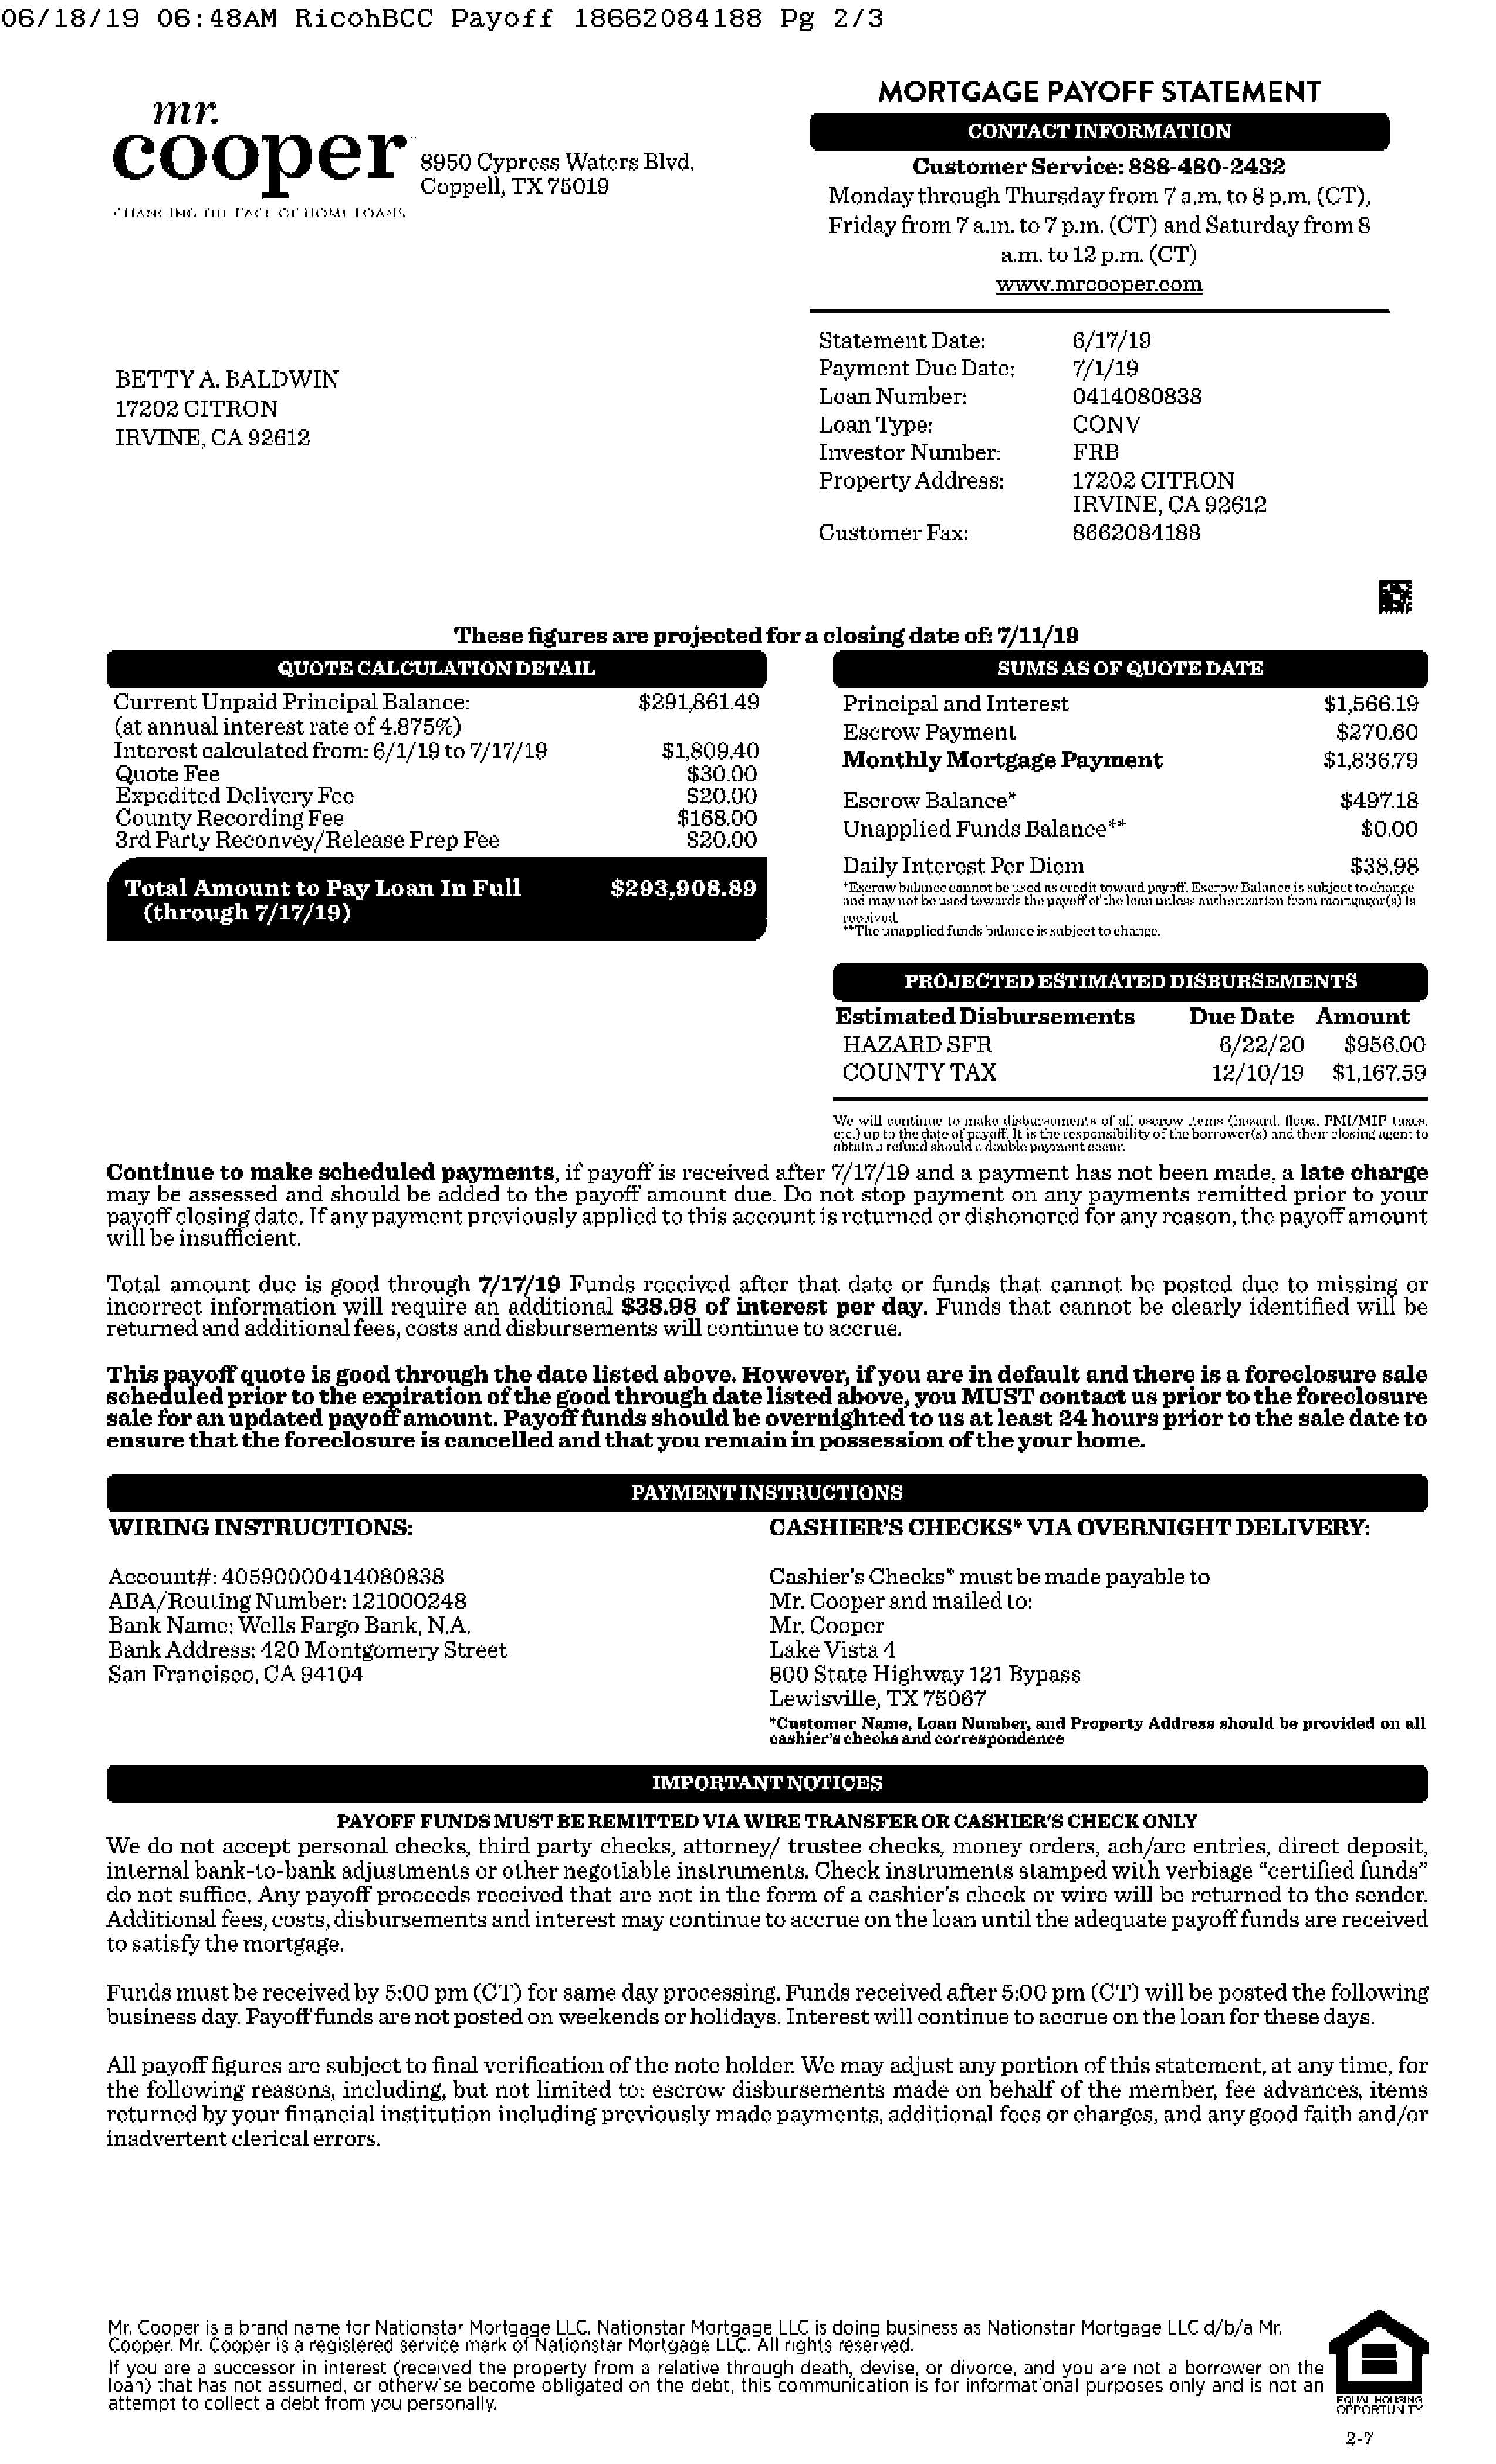 06/18/19 06:48AM RicohBCC Payoff 18662084188 Pg 2/3
MORTGAGE PAYOFF STATEMENT
mr.
cooper
CHANGING THE FACE OF HOME LOANS
8950 Cypress Waters Blvd.
Coppell, TX 75019
CONTACT INFORMATION
Customer Service: 888-480-2432
Monday through Thursday from 7 a.m. to 8 p.m. (CT),
Friday from 7 a.m. to 7 p.m. (CT) and Saturday from 8
a.m. to 12 p.m. (CT)
www.mrcooper.com
BETTY A. BALDWIN
17202 CITRON
IRVINE, CA 92612
Statement Date: 6/17/19
Payment Due Date: 7/1/19
Loan Number: 0414080838
Loan Type: CONV
Investor Number: FRB
Property Address: 17202 CITRON
IRVINE, CA 92612
Customer Fax: 8662084188
These figures are projected for a closing date of: 7/11/19
QUOTE CALCULATION DETAIL
Current Unpaid Principal Balance: $291,861.49
(at annual interest rate of 4.875%)
Interest calculated from: 6/1/19 to 7/17/19 $1,809.40
Quote Fee $30.00
Expedited Delivery Fee $20.00
County Recording Fee $168.00
3rd Party Reconvey/Release Prep Fee $20.00
Total Amount to Pay Loan In Full $293,908.89
(through 7/17/19)
SUMS AS OF QUOTE DATE
Principal and Interest $1,566.19
Escrow Payment $270.60
Monthly Mortgage Payment $1,836.79
Escrow Balance* $497.18
Unapplied Funds Balance** $0.00
Daily Interest Per Diem $38.98
*Escrow balance cannot be used as credit toward payoff. Escrow Balance is subject to change
and may not be used towards the payoff of the loan unless authorization from mortgagor(s) is
received.
**The unapplied funds balance is subject to change.
PROJECTED ESTIMATED DISBURSEMENTS
Estimated Disbursements Due Date Amount
HAZARD SFR 6/22/20 $956.00
COUNTY TAX 12/10/19 $1,167.59
We will continue to make disbursements of all escrow items (hazard, flood, PMI/MIP, taxes,
etc.) up to the date of payoff. It is the responsibility of the borrower(s) and their closing agent to
obtain a refund should a double payment occur.
Continue to make scheduled payments, if payoff is received after 7/17/19 and a payment has not been made, a late charge
may be assessed and should be added to the payoff amount due. Do not stop payment on any payments remitted prior to your
payoff closing date. If any payment previously applied to this account is returned or dishonored for any reason, the payoff amount
will be insufficient.
Total amount due is good through 7/17/19 Funds received after that date or funds that cannot be posted due to missing or
incorrect information will require an additional $38.98 of interest per day. Funds that cannot be clearly identified will be
returned and additional fees, costs and disbursements will continue to accrue.
This payoff quote is good through the date listed above. However, if you are in default and there is a foreclosure sale
scheduled prior to the expiration of the good through date listed above, you MUST contact us prior to the foreclosure
sale for an updated payoff amount. Payoff funds should be overnighted to us at least 24 hours prior to the sale date to
ensure that the foreclosure is cancelled and that you remain in possession of the your home.
PAYMENT INSTRUCTIONS
WIRING INSTRUCTIONS:
Account#: 40590000414080838
ABA/Routing Number: 121000248
Bank Name: Wells Fargo Bank, N.A.
Bank Address: 420 Montgomery Street
San Francisco, CA 94104
CASHIER'S CHECKS* VIA OVERNIGHT DELIVERY:
Cashier's Checks* must be made payable to
Mr. Cooper and mailed to:
Mr. Cooper
Lake Vista 4
800 State Highway 121 Bypass
Lewisville, TX 75067
*Customer Name, Loan Number, and Property Address should be provided on all
cashier's checks and correspondence
IMPORTANT NOTICES
PAYOFF FUNDS MUST BE REMITTED VIA WIRE TRANSFER OR CASHIER'S CHECK ONLY
We do not accept personal checks, third party checks, attorney/ trustee checks, money orders, ach/arc entries, direct deposit,
internal bank-to-bank adjustments or other negotiable instruments. Check instruments stamped with verbiage “certified funds”
do not suffice. Any payoff proceeds received that are not in the form of a cashier's check or wire will be returned to the sender.
Additional fees, costs, disbursements and interest may continue to accrue on the loan until the adequate payoff funds are received
to satisfy the mortgage.
Funds must be received by 5:00 pm (CT) for same day processing. Funds received after 5:00 pm (CT) will be posted the following
business day. Payoff funds are not posted on weekends or holidays. Interest will continue to accrue on the loan for these days.
All payoff figures are subject to final verification of the note holder. We may adjust any portion of this statement, at any time, for
the following reasons, including, but not limited to: escrow disbursements made on behalf of the member, fee advances, items
returned by your financial institution including previously made payments, additional fees or charges, and any good faith and/or
inadvertent clerical errors.
Mr. Cooper is a brand name for Nationstar Mortgage LLC. Nationstar Mortgage LLC is doing business as Nationstar Mortgage LLC d/b/a Mr.
Cooper. Mr. Cooper is a registered service mark of Nationstar Mortgage LLC. All rights reserved.
If you are a successor in interest (received the property from a relative through death, devise, or divorce, and you are not a borrower on the
loan) that has not assumed, or otherwise become obligated on the debt, this communication is for informational purposes only and is not an
attempt to collect a debt from you personally.
EQUAL HOUSING
OPPORTUNITY
2-7